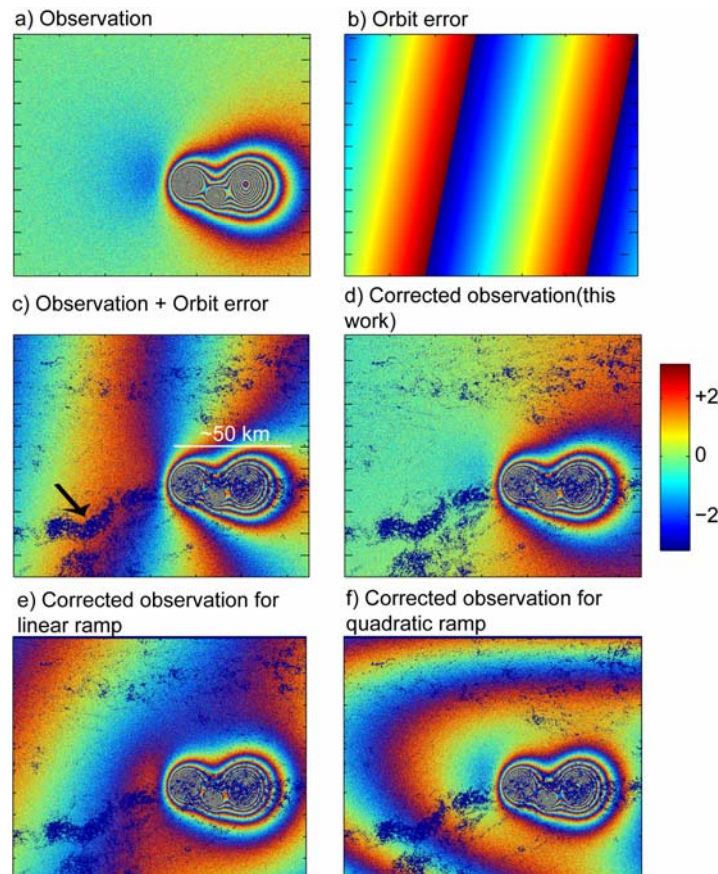 a) Observation
b) Orbit error
c) Observation + Orbit error
d) Corrected observation(this
work)
~50 km
+2
0
−2
e) Corrected observation for
linear ramp
f) Corrected observation for
quadratic ramp